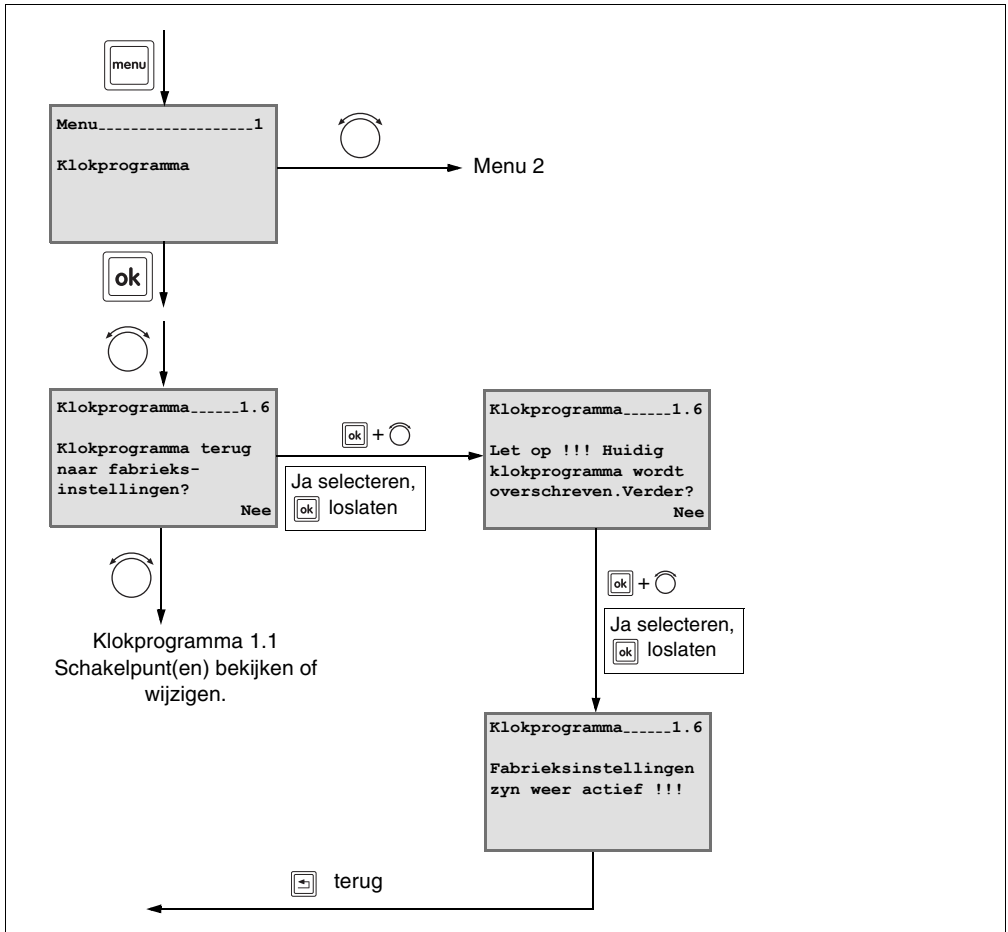 menu
Menu___________________1
Klokprogramma
Menu 2
ok
Klokprogramma______1.6
Klokprogramma terug
naar fabrieks-
instellingen?
Nee
ok +
Ja selecteren,
ok loslaten
Klokprogramma______1.6
Let op !!! Huidig
klokprogramma wordt
overschreven.Verder?
Nee
Klokprogramma 1.1
Schakelpunt(en) bekijken of
wijzigen.
ok +
Ja selecteren,
ok loslaten
Klokprogramma______1.6
Fabrieksinstellingen
zyn weer actief !!!
terug